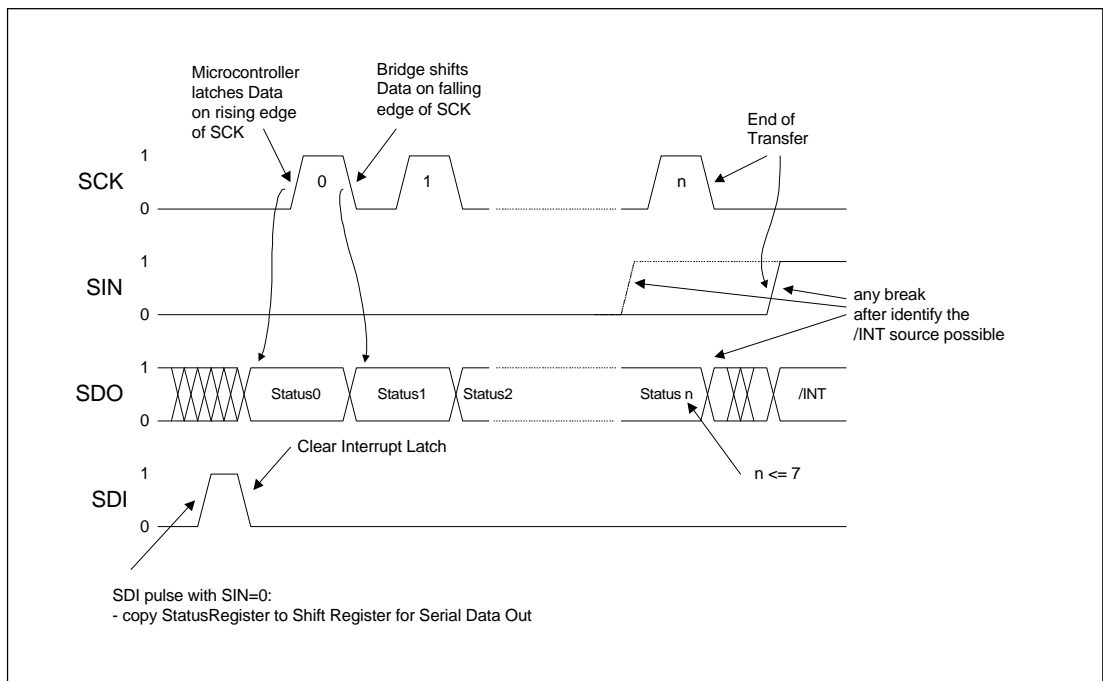 Microcontroller
latches Data
on rising edge
of SCK
Bridge shifts
Data on falling
edge of SCK
End of
Transfer
SCK
1
0
0
1
n
SIN
1
0
any break
after identify the
/INT source possible
SDO
1
0
Status0
Status1
Status2
Status n
/INT
Clear Interrupt Latch
n <= 7
SDI
1
0
SDI pulse with SIN=0:
- copy StatusRegister to Shift Register for Serial Data Out